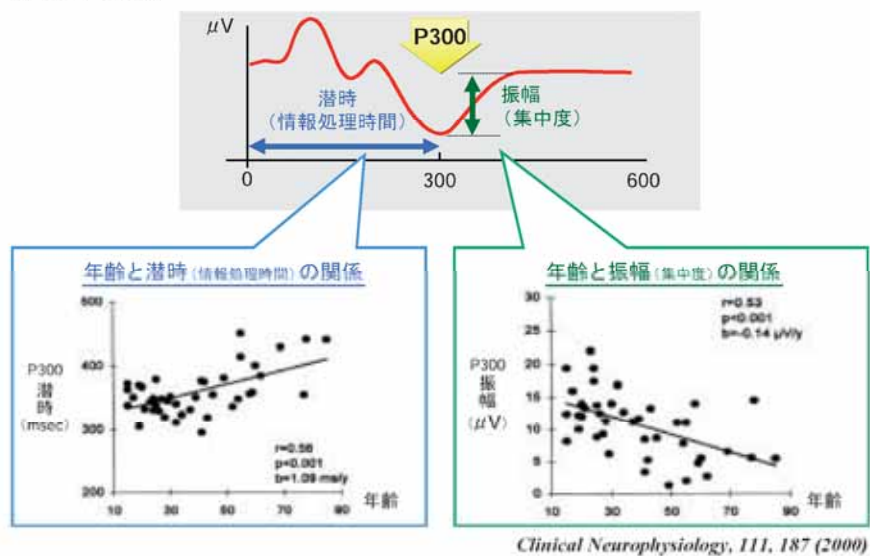 μV
P300
潜時
(情報処理時間)
振幅
(集中度)
0
300
600
年齢と潜時(情報処理時間)の関係
500
400
300
200
P300
潜時
(msec)
r=0.56
p<0.001
b=1.09 ms/y
10
30
50
70
90
年齢
年齢と振幅(集中度)の関係
30
25
20
15
10
5
0
P300
振幅
(μV)
r=0.53
p<0.001
b=-0.14 μV/y
10
30
50
70
90
年齢
Clinical Neurophysiology, 111, 187 (2000)